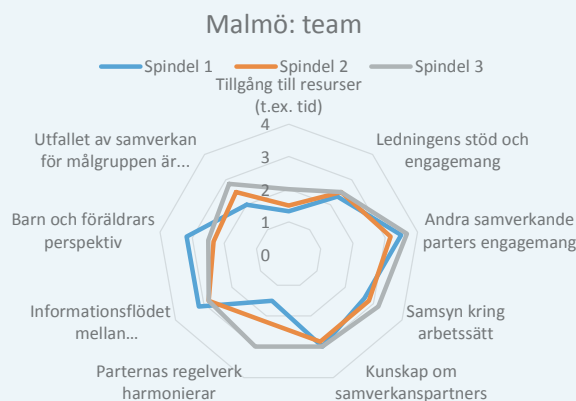 Malmö: team
Spindel 1 Spindel 2 Spindel 3
Tillgång till resurser
(t.ex. tid)
Ledningens stöd och
engagemang
Andra samverkande
parters engagemang
Samsyn kring
arbetssätt
Kunskap om
samverkanspartners
Parternas regelverk
harmonierar
Informationsflödet
mellan...
Barn och föräldrars
perspektiv
Utfallet av samverkan
för målgruppen är...
4
3
2
1
0